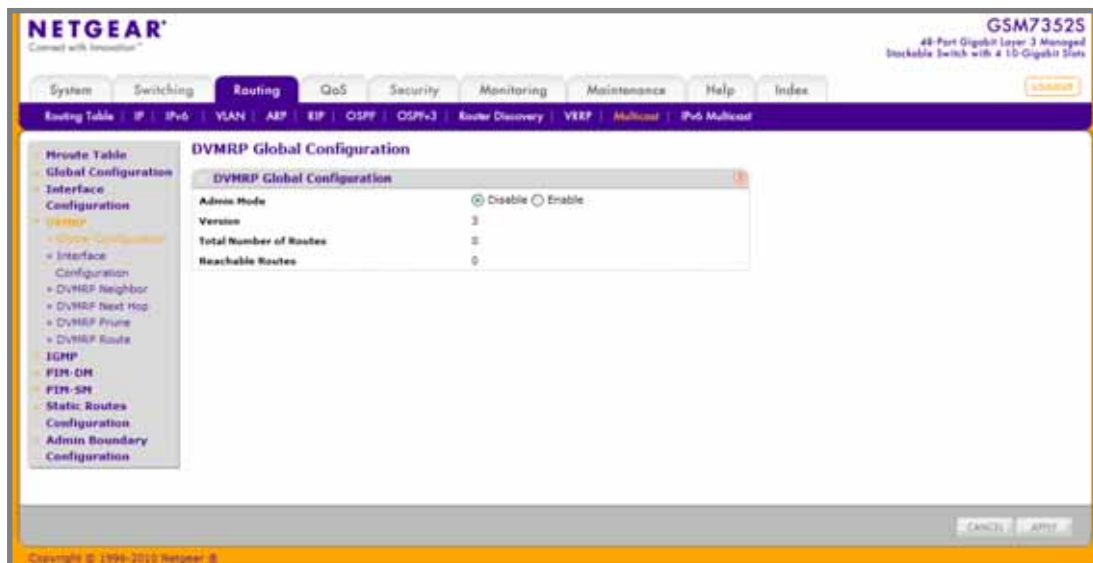 NETGEAR®
Connect with Innovation™
GSM7352S
48-Port Gigabit Layer 3 Managed
Stackable Switch with 4 10-Gigabit Slots
System Switching Routing QoS Security Monitoring Maintenance Help Index
LOGOUT
Routing Table | IP | IPv6 | VLAN | ARP | RIP | OSPF | OSPFv3 | Router Discovery | VRRP | Multicast | IPv6 Multicast
Mroute Table
Global Configuration
Interface
Configuration
DVMRP
» Global Configuration
» Interface
Configuration
» DVMRP Neighbor
» DVMRP Next Hop
» DVMRP Prune
» DVMRP Route
IGMP
PIM-DM
PIM-SM
Static Routes
Configuration
Admin Boundary
Configuration
DVMRP Global Configuration
DVMRP Global Configuration
Admin Mode Disable Enable
Version 3
Total Number of Routes 0
Reachable Routes 0
CANCEL APPLY
Copyright © 1996-2010 Netgear ®